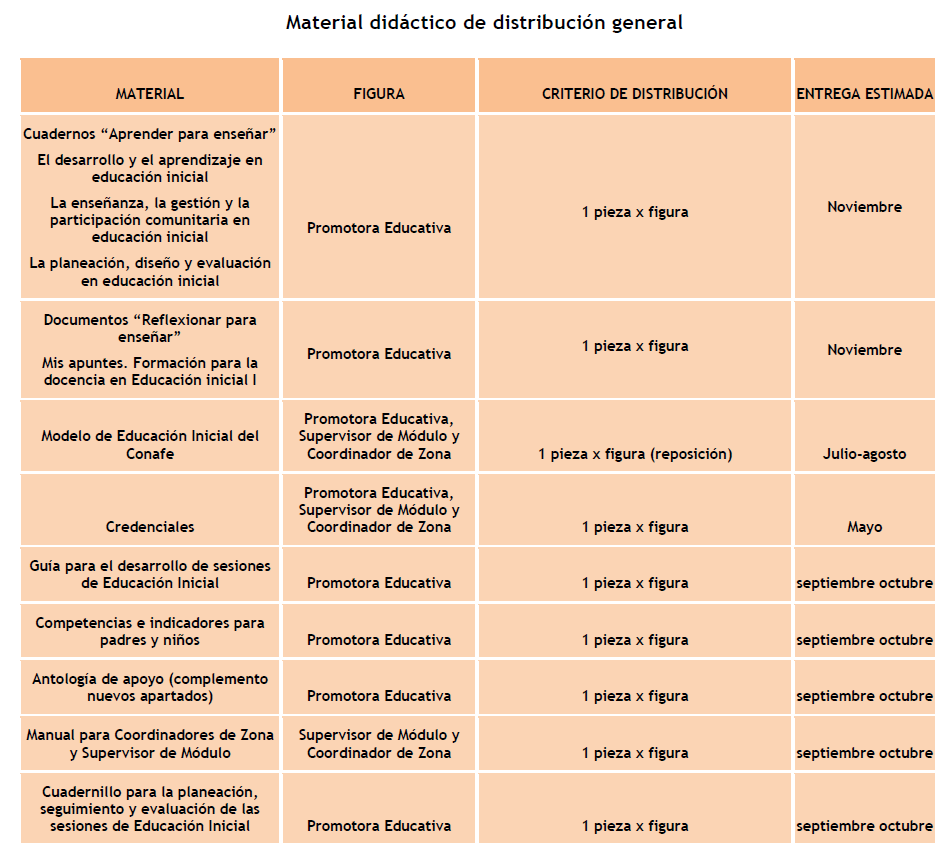 Material didáctico de distribución general
MATERIAL
FIGURA
CRITERIO DE DISTRIBUCIÓN
ENTREGA ESTIMADA
Cuadernos “Aprender para enseñar”
El desarrollo y el aprendizaje en
educación inicial
La enseñanza, la gestión y la
participación comunitaria en
educación inicial
La planeación, diseño y evaluación
en educación inicial
Promotora Educativa
1 pieza x figura
Noviembre
Documentos “Reflexionar para
enseñar”
Mis apuntes. Formación para la
docencia en Educación inicial I
Promotora Educativa
1 pieza x figura
Noviembre
Modelo de Educación Inicial del
Conafe
Promotora Educativa,
Supervisor de Módulo y
Coordinador de Zona
1 pieza x figura (reposición)
Julio-agosto
Credenciales
Promotora Educativa,
Supervisor de Módulo y
Coordinador de Zona
1 pieza x figura
Mayo
Guía para el desarrollo de sesiones
de Educación Inicial
Promotora Educativa
1 pieza x figura
septiembre octubre
Competencias e indicadores para
padres y niños
Promotora Educativa
1 pieza x figura
septiembre octubre
Antología de apoyo (complemento
nuevos apartados)
Promotora Educativa
1 pieza x figura
septiembre octubre
Manual para Coordinadores de Zona
y Supervisor de Módulo
Supervisor de Módulo y
Coordinador de Zona
1 pieza x figura
septiembre octubre
Cuadernillo para la planeación,
seguimiento y evaluación de las
sesiones de Educación Inicial
Promotora Educativa
1 pieza x figura
septiembre octubre